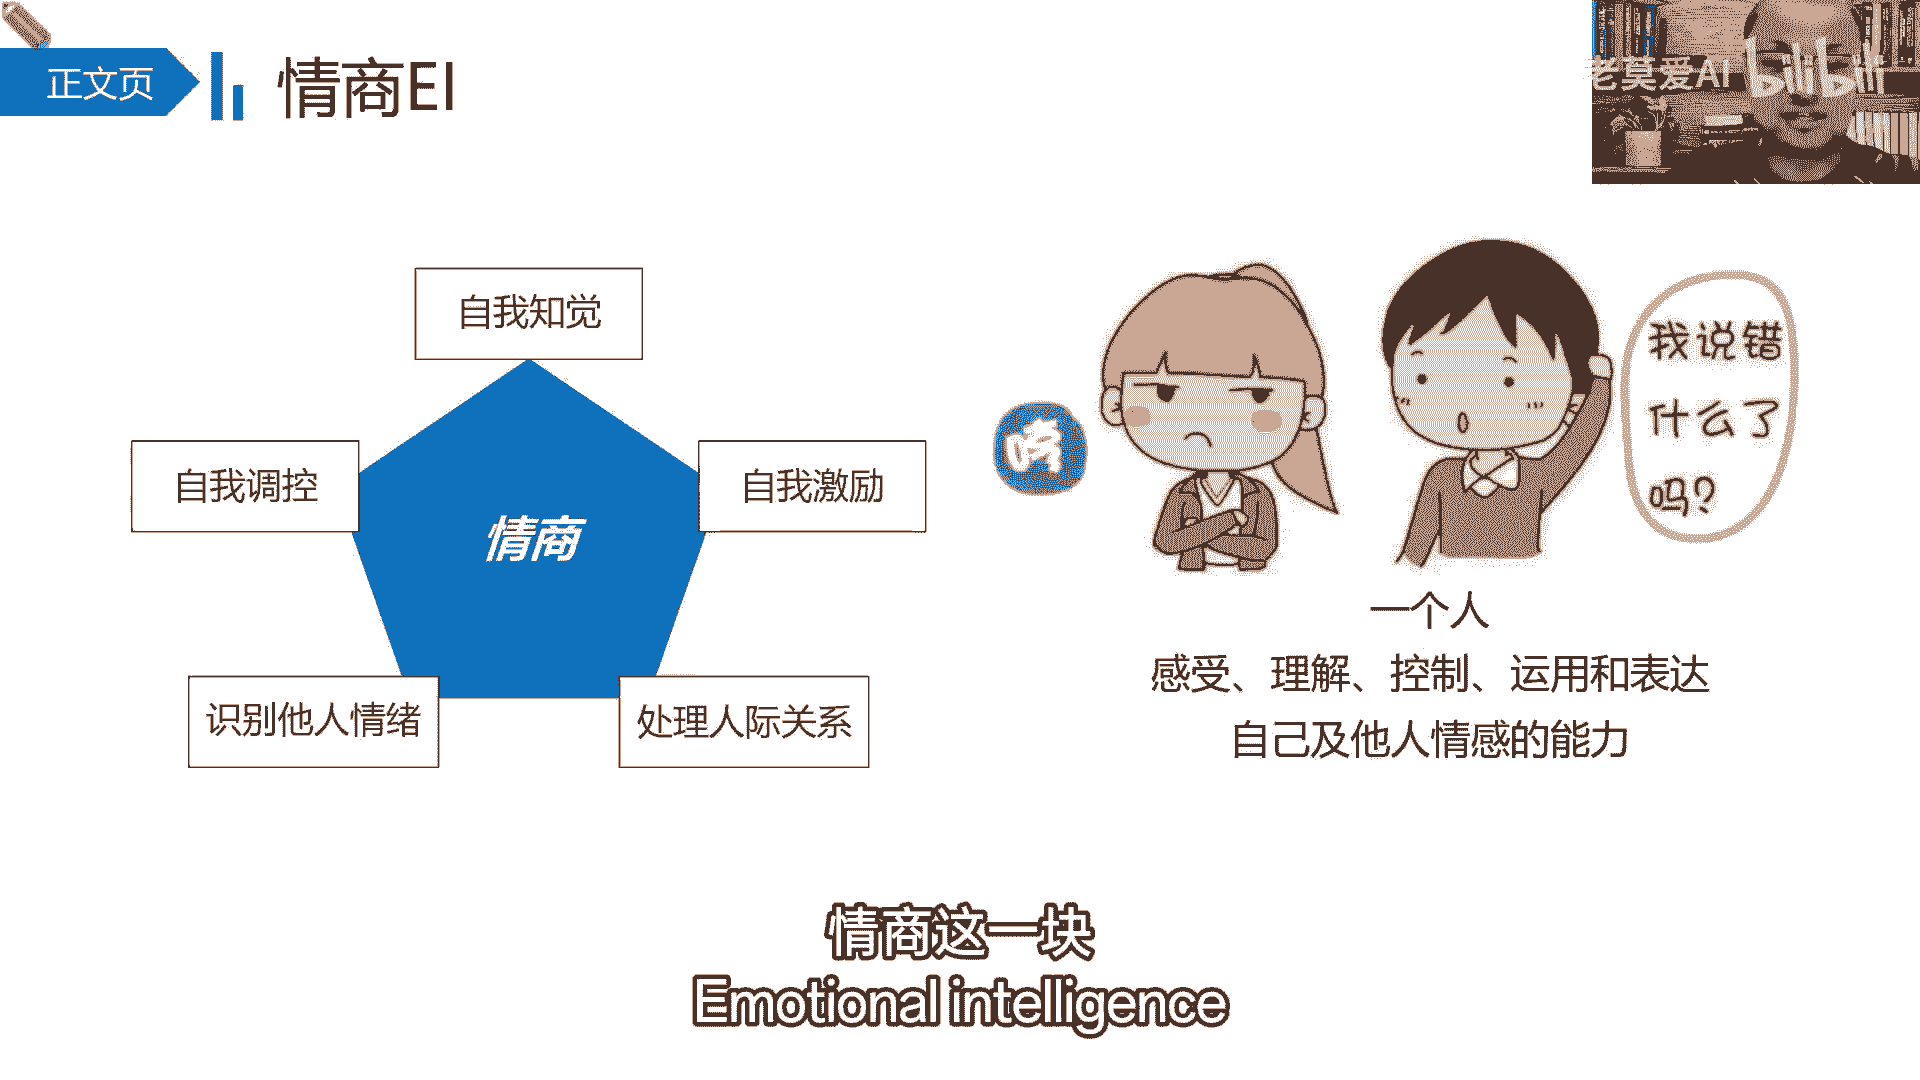 正文页
情商EI
老莫爱AI
bilibili
自我知觉
自我调控
自我激励
情商
识别他人情绪
处理人际关系
哼
我说错
什么了
吗?
一个人
感受、理解、控制、运用和表达
自己及他人情感的能力
情商这一块
Emotional intelligence